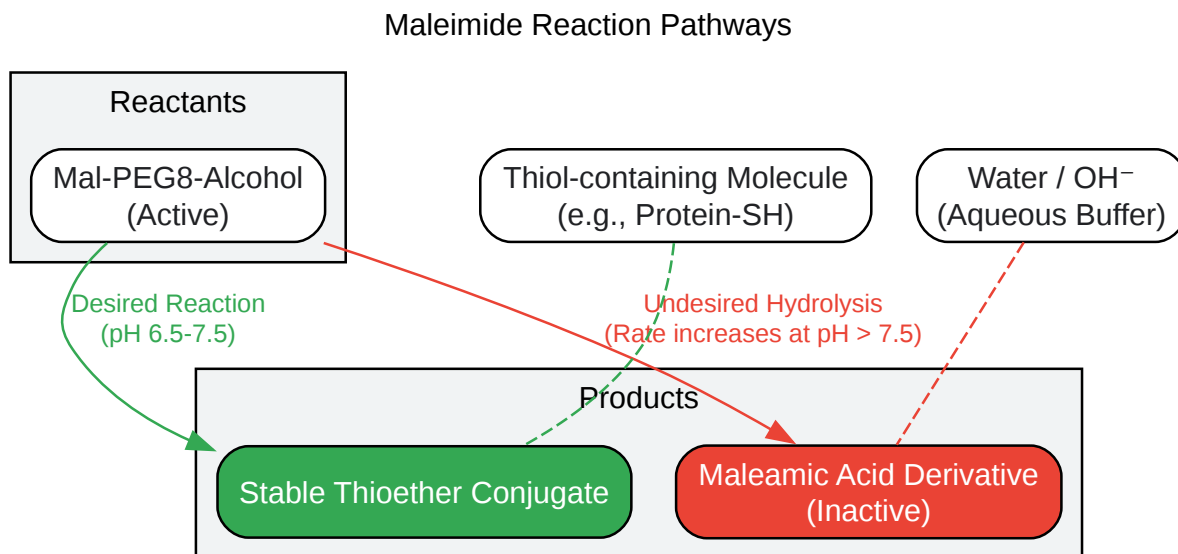 Maleimide Reaction Pathways
Reactants
Mal-PEG8-Alcohol
(Active)
Thiol-containing Molecule
(e.g., Protein-SH)
Water / OH⁻
(Aqueous Buffer)
Desired Reaction
(pH 6.5-7.5)
Undesired Hydrolysis
(Rate increases at pH > 7.5)
Products
Stable Thioether Conjugate
Maleamic Acid Derivative
(Inactive)